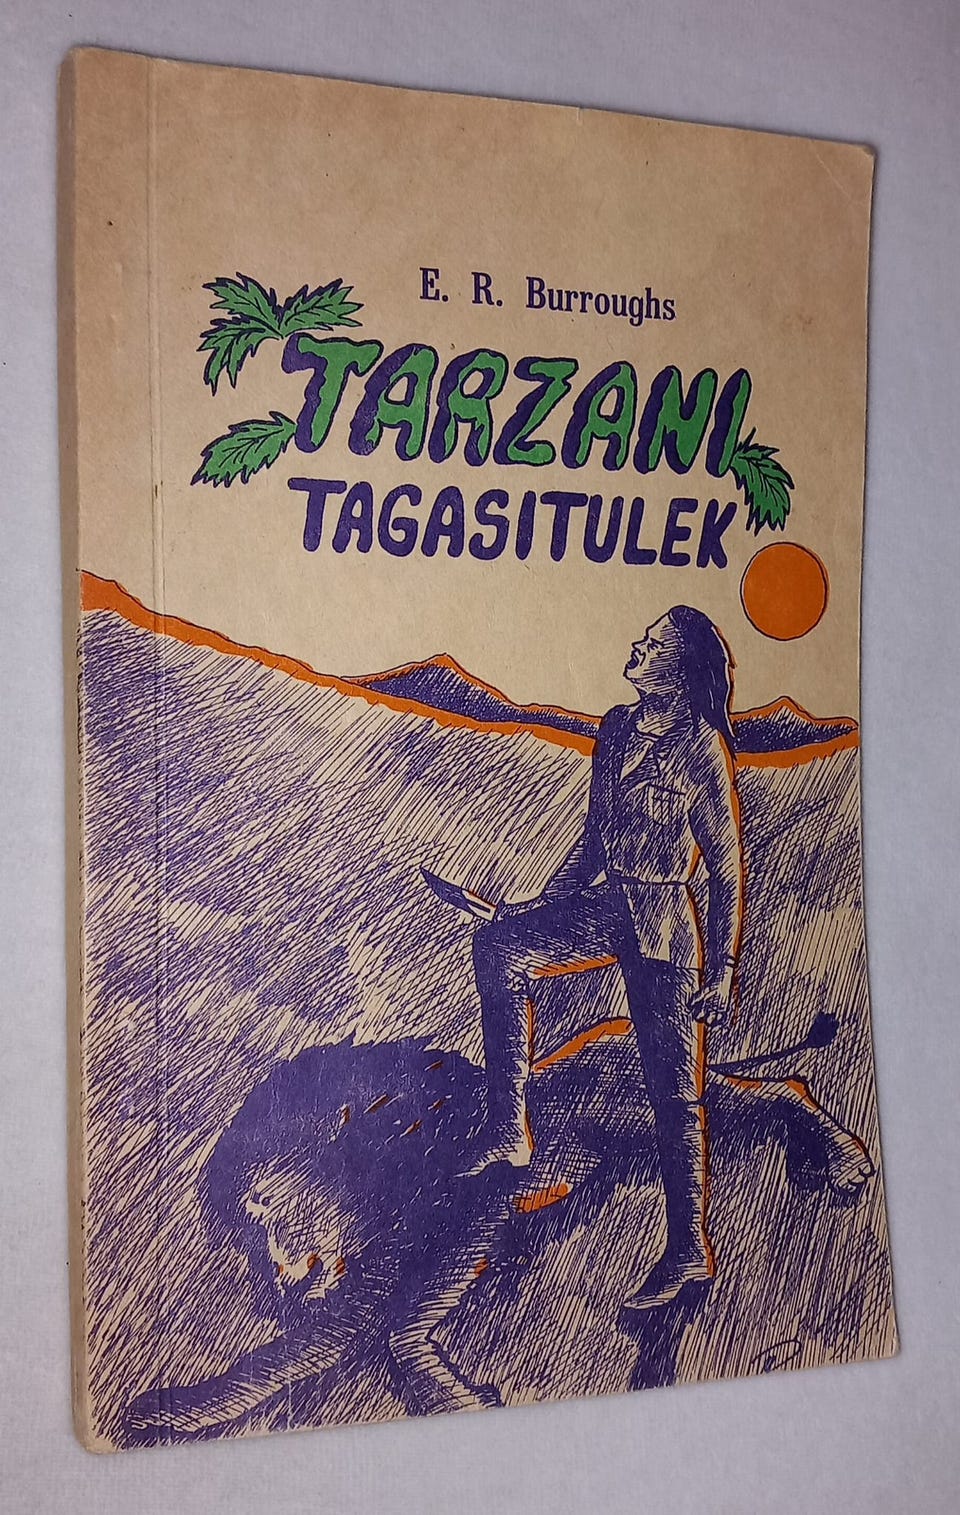 E. R. Burroughs
TARZANI
TAGASITULEK